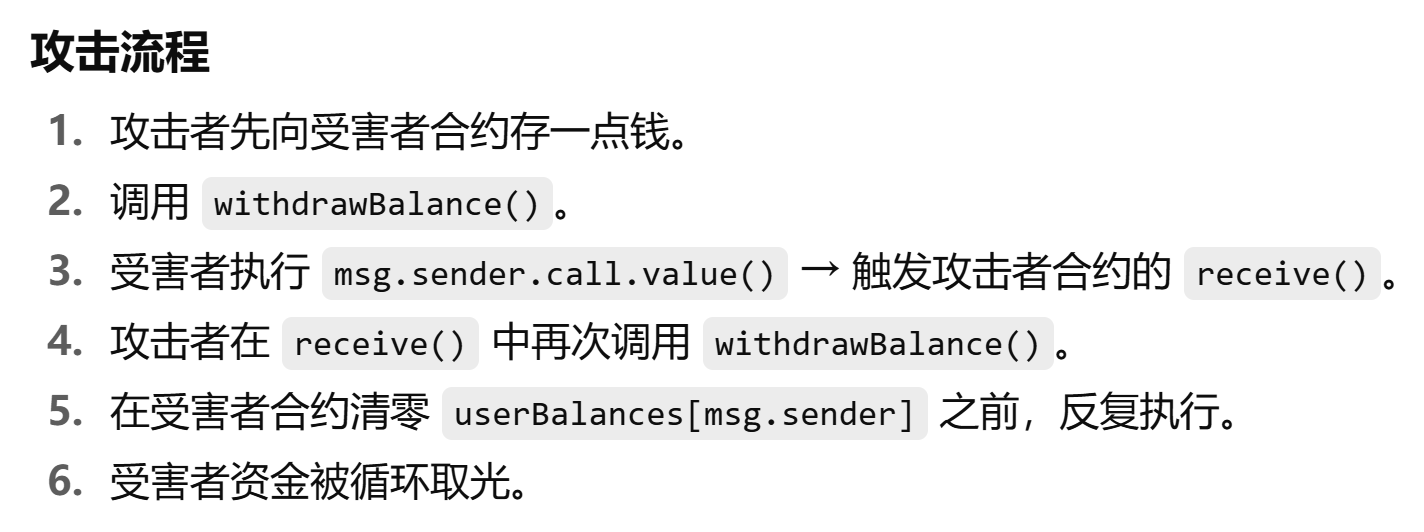 攻击流程
1. 攻击者先向受害者合约存一点钱。
2. 调用 withdrawBalance()。
3. 受害者执行 msg.sender.call.value() → 触发攻击者合约的 receive()。
4. 攻击者在 receive() 中再次调用 withdrawBalance()。
5. 在受害者合约清零 userBalances[msg.sender] 之前，反复执行。
6. 受害者资金被循环取光。